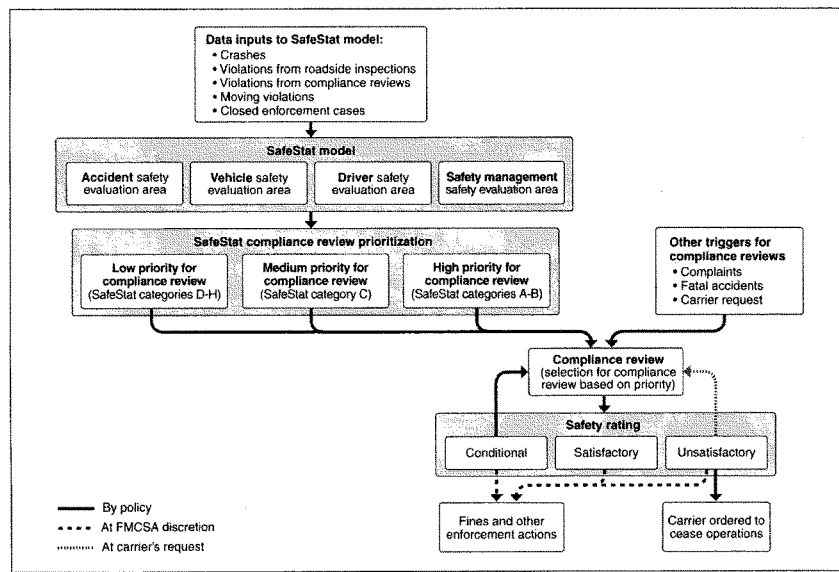 Data inputs to SafeStat model:
• Crashes
• Violations from roadside inspections
• Violations from compliance reviews
• Moving violations
• Closed enforcement cases
SafeStat model
Accident safety
evaluation area
Vehicle safety
evaluation area
Driver safety
evaluation area
Safety management
safety evaluation area
SafeStat compliance review prioritization
Low priority for
compliance review
(SafeStat categories D-H)
Medium priority for
compliance review
(SafeStat category C)
High priority for
compliance review
(SafeStat categories A-B)
Other triggers for
compliance reviews
• Complaints
• Fatal accidents
• Carrier request
Compliance review
(selection for compliance
review based on priority)
Safety rating
Conditional
Satisfactory
Unsatisfactory
By policy
At FMCSA discretion
At carrier's request
Fines and other
enforcement actions
Carrier ordered to
cease operations